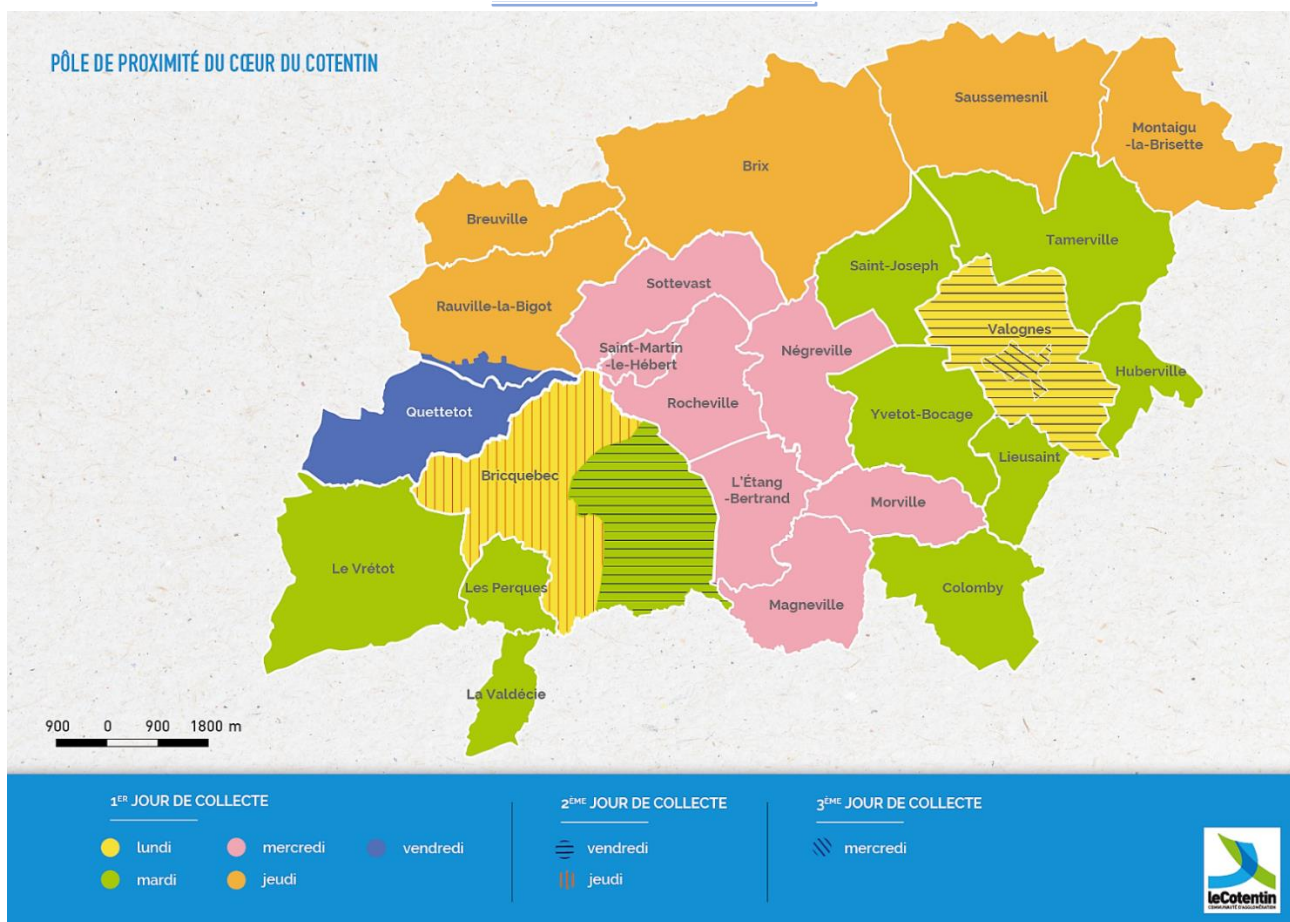 PÔLE DE PROXIMITÉ DU CŒUR DU COTENTIN
Saussemesnil
Montaigu
-la-Brisette
Brix
Breuville
Tamerville
Saint-Joseph
Sottevast
Rauville-la-Bigot
Valognes
Saint-Martin
-le-Hébert
Négreville
Huberville
Rocheville
Quettetot
Yvetot-Bocage
Lieusaint
Bricquebec
L'Étang
-Bertrand
Morville
Le Vrétot
Les Perques
Magneville
Colomby
La Valdécie
900 0 900 1800 m
1ER JOUR DE COLLECTE
lundi
mercredi
vendredi
mardi
jeudi
2ÈME JOUR DE COLLECTE
vendredi
jeudi
3ÈME JOUR DE COLLECTE
mercredi
leCotentin
COMMUNAUTÉ D'AGGLOMÉRATION